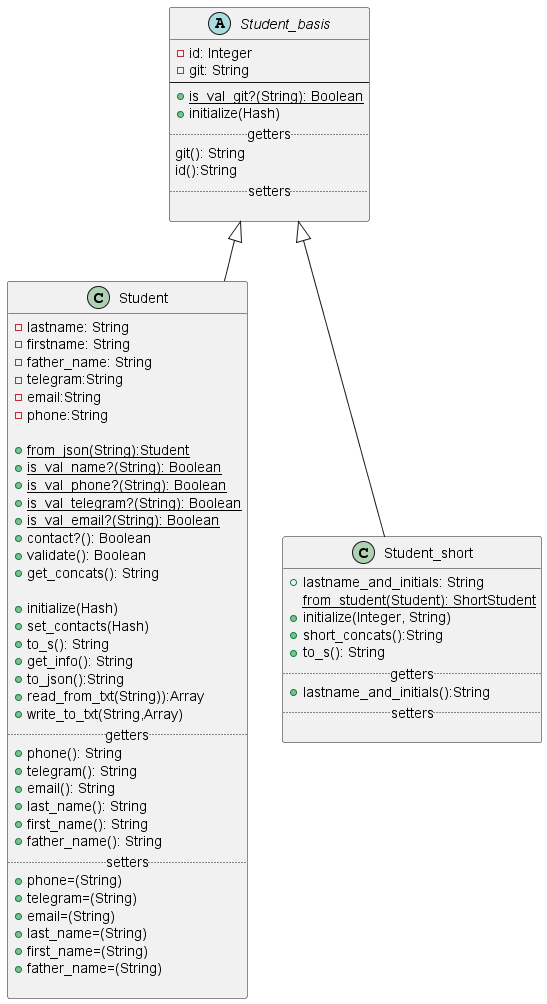 A Student_basis
id: Integer
git: String
is_val_git?(String): Boolean
initialize(Hash)
getters
git(): String
id():String
setters
C Student
lastname: String
firstname: String
father_name: String
telegram:String
email:String
phone:String
from_json(String):Student
is_val_name?(String): Boolean
is_val_phone?(String): Boolean
is_val_telegram?(String): Boolean
is_val_email?(String): Boolean
contact?(): Boolean
validate(): Boolean
get_concats(): String
initialize(Hash)
set_contacts(Hash)
to_s(): String
get_info(): String
to_json():String
read_from_txt(String)):Array
write_to_txt(String,Array)
getters
phone(): String
telegram(): String
email(): String
last_name(): String
first_name(): String
father_name(): String
setters
phone=(String)
telegram=(String)
email=(String)
last_name=(String)
first_name=(String)
father_name=(String)
C Student_short
lastname_and_initials: String
from_student(Student): ShortStudent
initialize(Integer, String)
short_concats():String
to_s(): String
getters
lastname_and_initials():String
setters